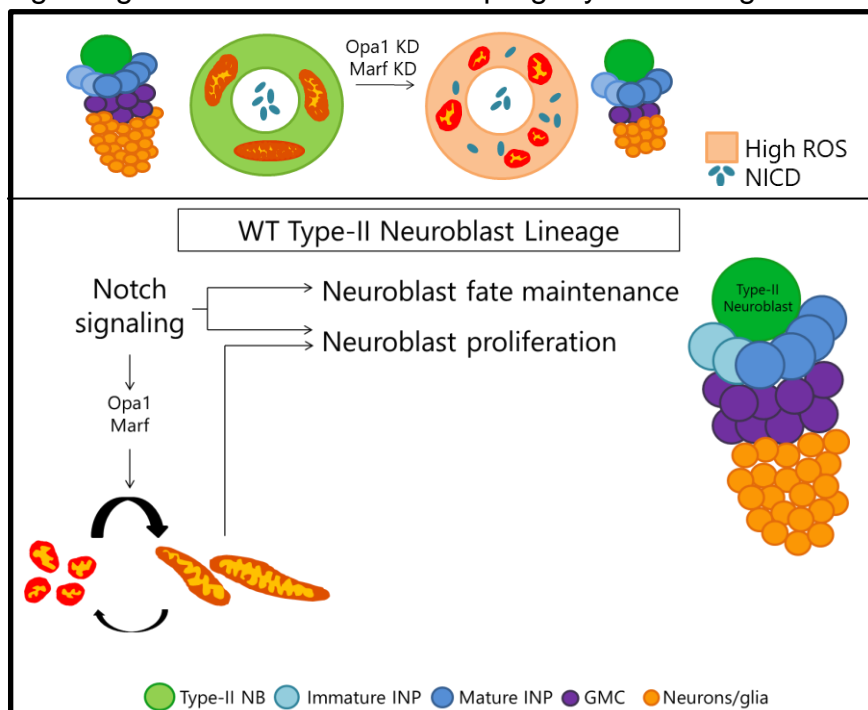 Opa1 KD
Marf KD
High ROS
NICD
WT Type-II Neuroblast Lineage
Notch
signaling
Neuroblast fate maintenance
Neuroblast proliferation
Opa1
Marf
Type-II
Neuroblast
Type-II NB
Immature INP
Mature INP
GMC
Neurons/glia